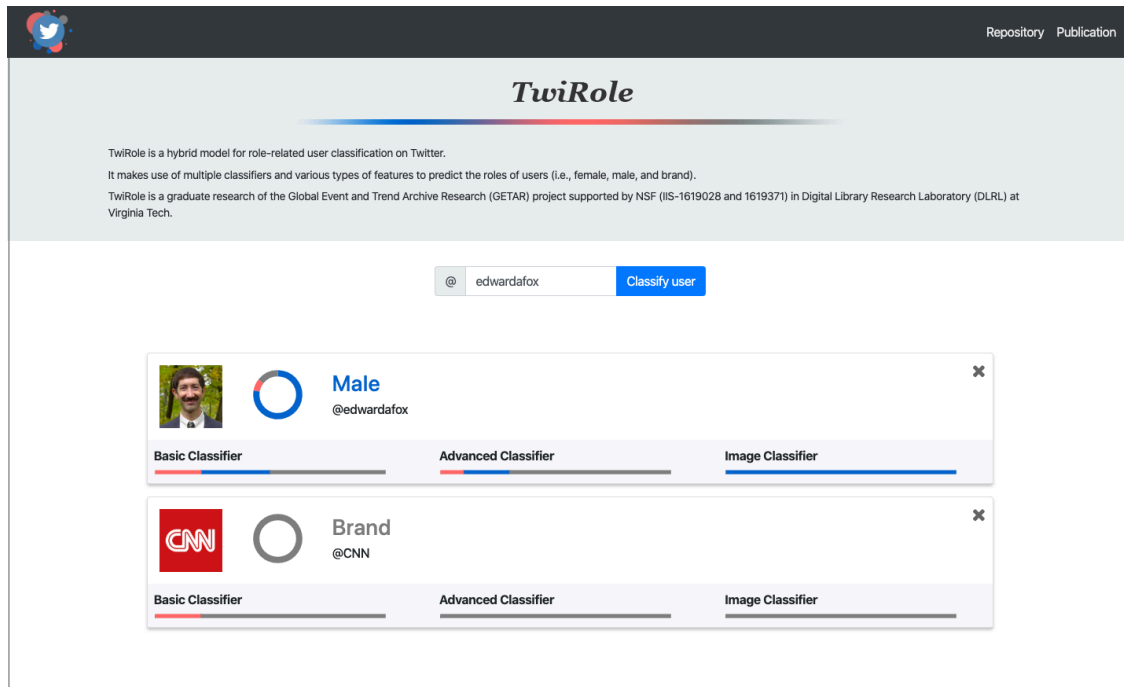 Repository Publication
TwiRole
TwiRole is a hybrid model for role-related user classification on Twitter.
It makes use of multiple classifiers and various types of features to predict the roles of users (i.e., female, male, and brand).
TwiRole is a graduate research of the Global Event and Trend Archive Research (GETAR) project supported by NSF (IIS-1619028 and 1619371) in Digital Library Research Laboratory (DLRL) at
Virginia Tech.
@ edwardafox Classify user
Male
@edwardafox
Basic Classifier Advanced Classifier Image Classifier
CNN
Brand
@CNN
Basic Classifier Advanced Classifier Image Classifier